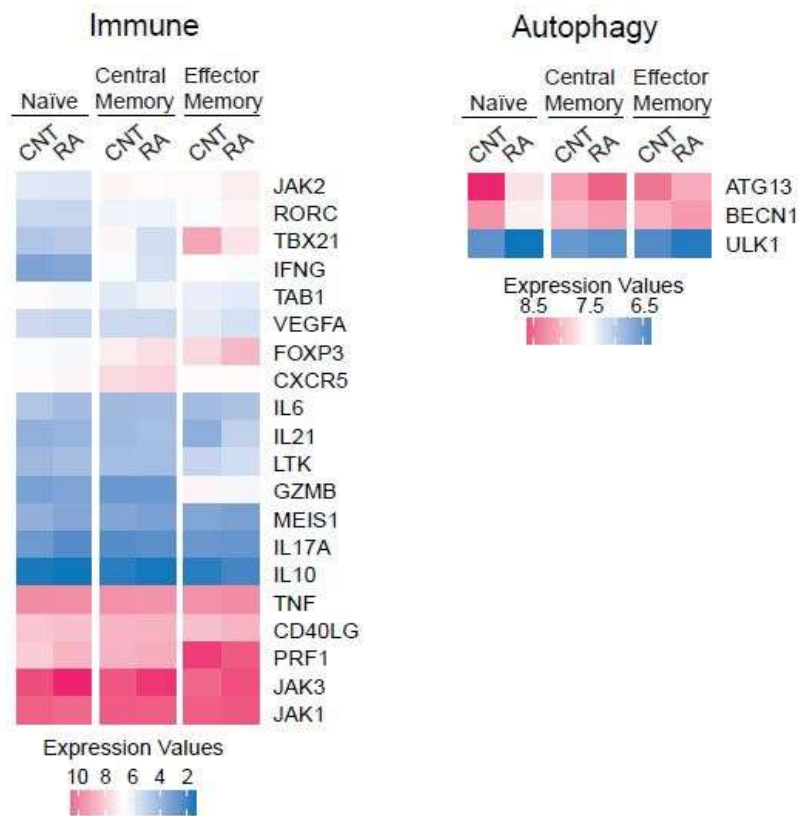 Immune
Naïve Central Memory Effector Memory
CNT RA CNT RA CNT RA
JAK2
RORC
TBX21
IFNG
TAB1
VEGFA
FOXP3
CXCR5
IL6
IL21
LTK
GZMB
MEIS1
IL17A
IL10
TNF
CD40LG
PRF1
JAK3
JAK1
Expression Values
10 8 6 4 2
Autophagy
Naïve Central Memory Effector Memory
CNT RA CNT RA CNT RA
ATG13
BECN1
ULK1
Expression Values
8.5 7.5 6.5